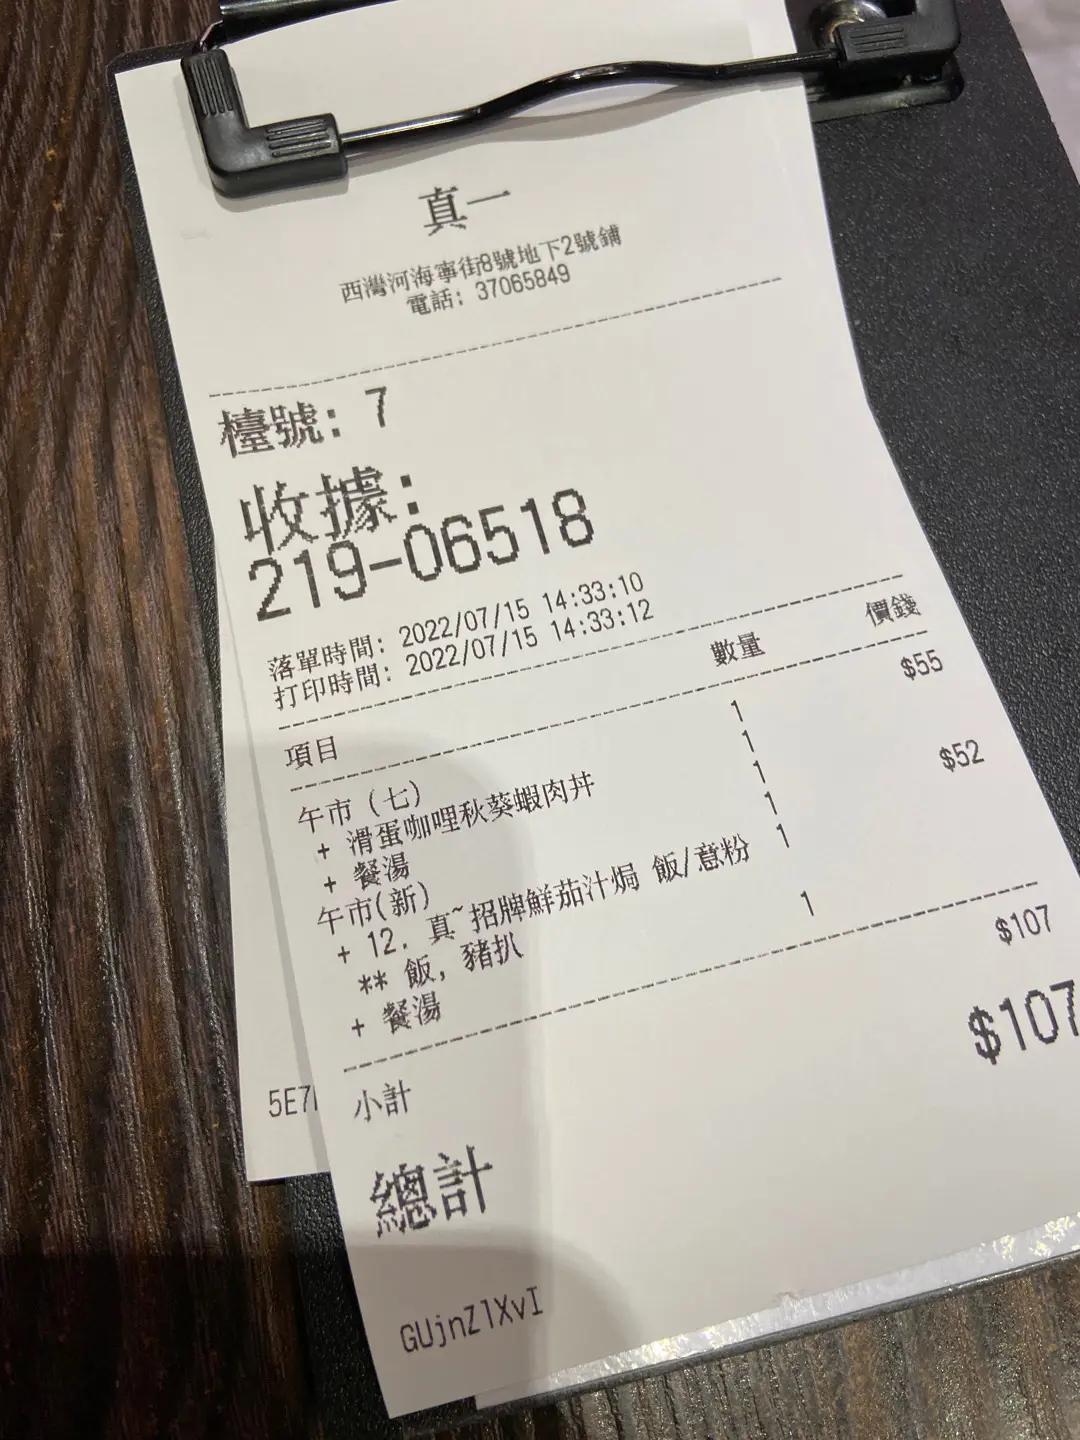 真一
西灣河海寧街8號地下2號鋪
電話: 37065849
檯號: 7
收據:
219-06518
落單時間: 2022/07/15 14:33:10
打印時間: 2022/07/15 14:33:12
項目 數量 價錢
午市 (七) 1 $55
+ 滑蛋咖哩秋葵蝦肉丼 1
+ 餐湯 1
午市(新) 1 $52
+ 12. 真~招牌鮮茄汁焗 飯/意粉 1
** 飯, 豬扒
+ 餐湯 1
小計 $107
總計 $107
GUjnZlXvI
5E7